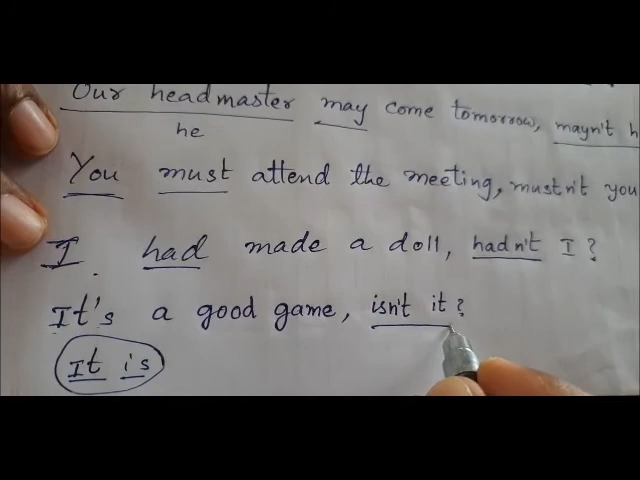 Our headmaster may come tomorrow, mayn't h
he
You must attend the meeting, mustn't you
I had made a doll, hadn't I?
It's a good game, isn't it?
It is